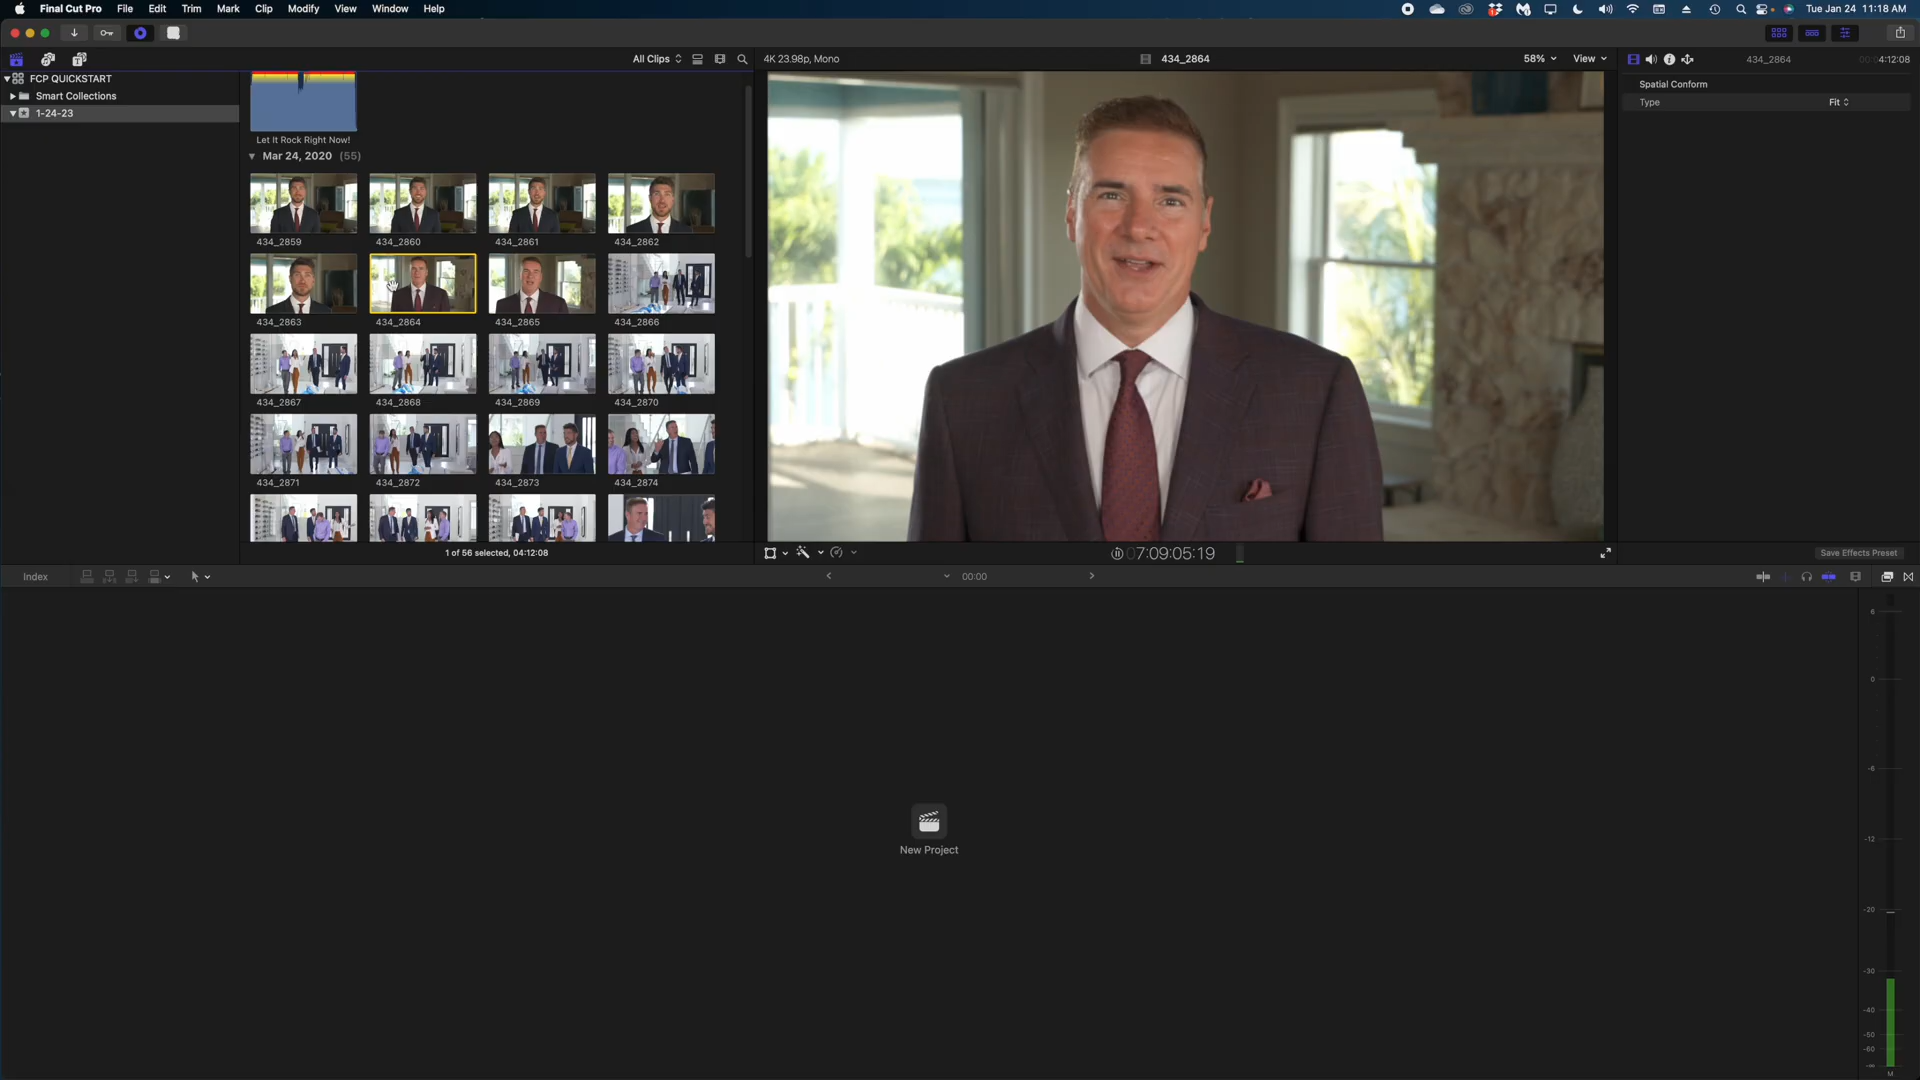 Final Cut Pro File Edit Trim Mark Clip Modify View Window Help Tue Jan 24 11:18 AM
All Clips 4K 23.98p, Mono 434_2864 58% View 434_2864 4:12:08
FCP QUICKSTART
Smart Collections
1-24-23
Spatial Conform
Type Fit
Let It Rock Right Now!
Mar 24, 2020 (55)
434_2859 434_2860 434_2861 434_2862
434_2863 434_2864 434_2865 434_2866
434_2867 434_2868 434_2869 434_2870
434_2871 434_2872 434_2873 434_2874
1 of 56 selected, 04:12:08
07:09:05:19
Save Effects Preset
Index 00:00
6
0
-6
-12
-20
-30
-40
-50
-60
-∞
M
New Project